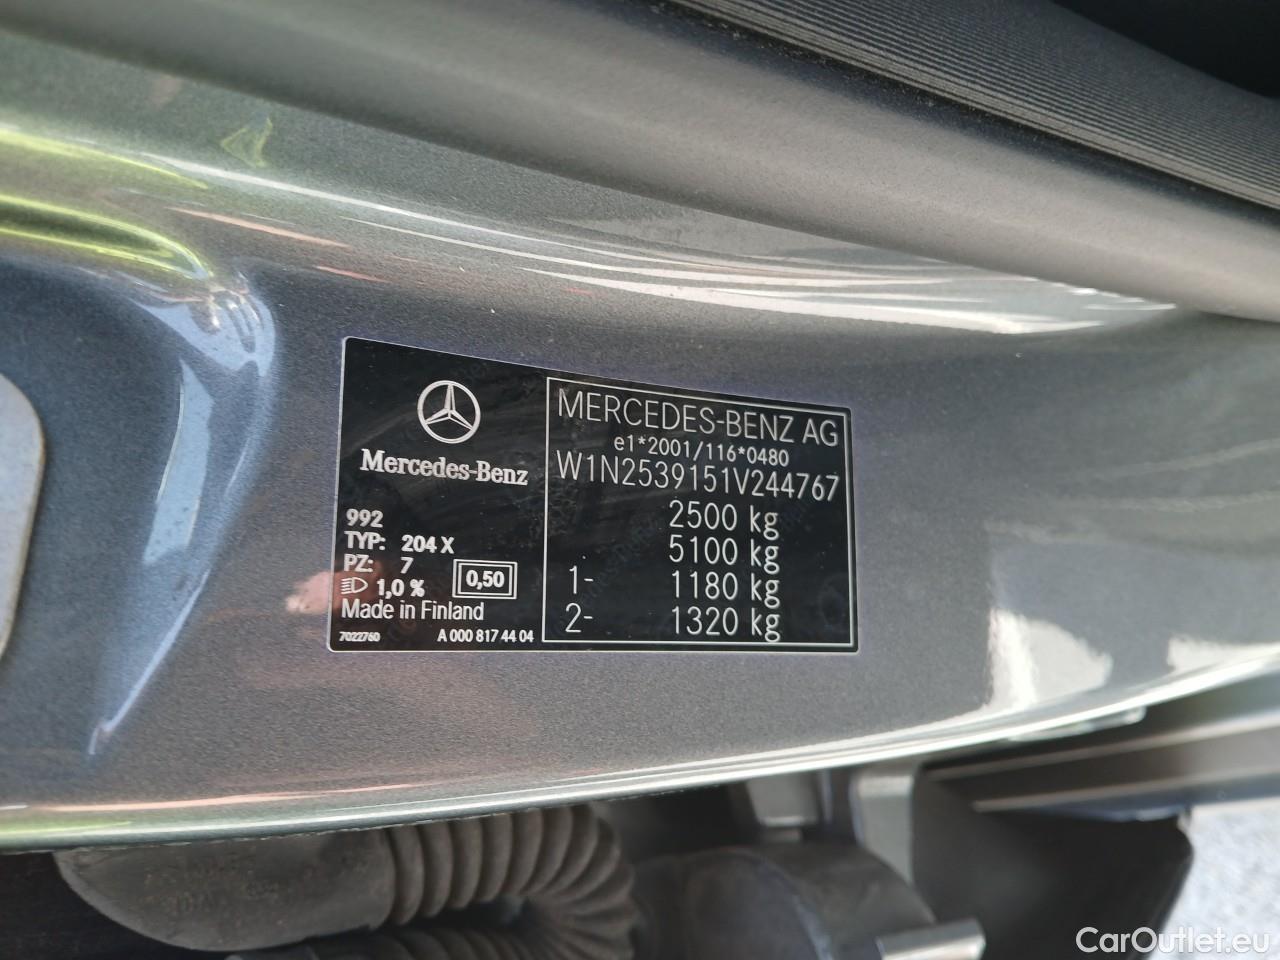 Mercedes-Benz
992
TYP: 204 X
PZ: 7
1,0 %
0,50
Made in Finland
7022760 A 000 817 44 04
MERCEDES-BENZ AG
e1*2001/116*0480
W1N2539151V244767
2500 kg
5100 kg
1- 1180 kg
2- 1320 kg
CarOutlet.eu